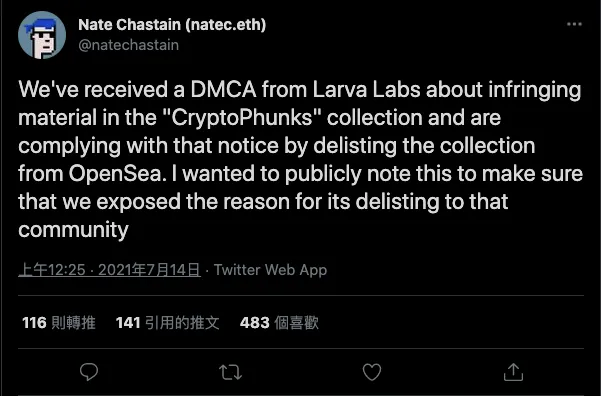 Nate Chastain (natec.eth)
@natechastain
We've received a DMCA from Larva Labs about infringing
material in the "CryptoPhunks" collection and are
complying with that notice by delisting the collection
from OpenSea. I wanted to publicly note this to make sure
that we exposed the reason for its delisting to that
community
上午12:25 · 2021年7月14日 · Twitter Web App
116 則轉推 141 引用的推文 483 個喜歡